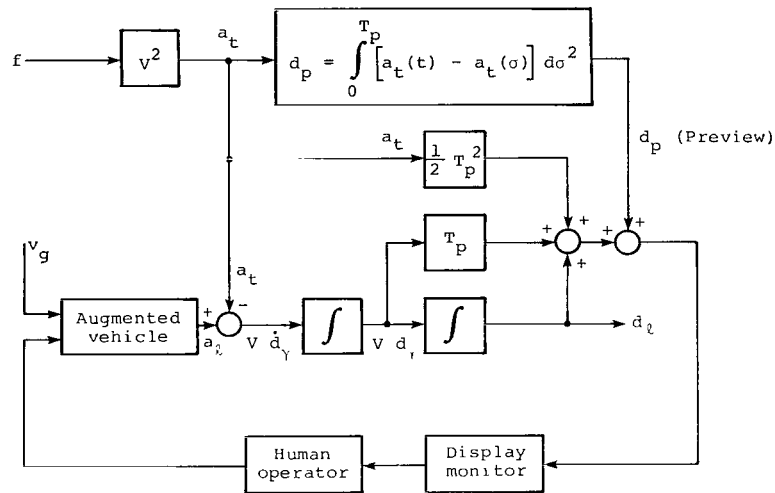 a_t
f
V²
d_p = ∫₀^{T_p} [a_t(t) - a_t(σ)] dσ²
d_p (Preview)
a_t
1/2 T_p²
+
+
+
+
+
+
T_p
v_g
a_t
Augmented
vehicle
+
-
a_ℓ
V ḋ_γ
∫
V d
∫
d_ℓ
Human
operator
Display
monitor